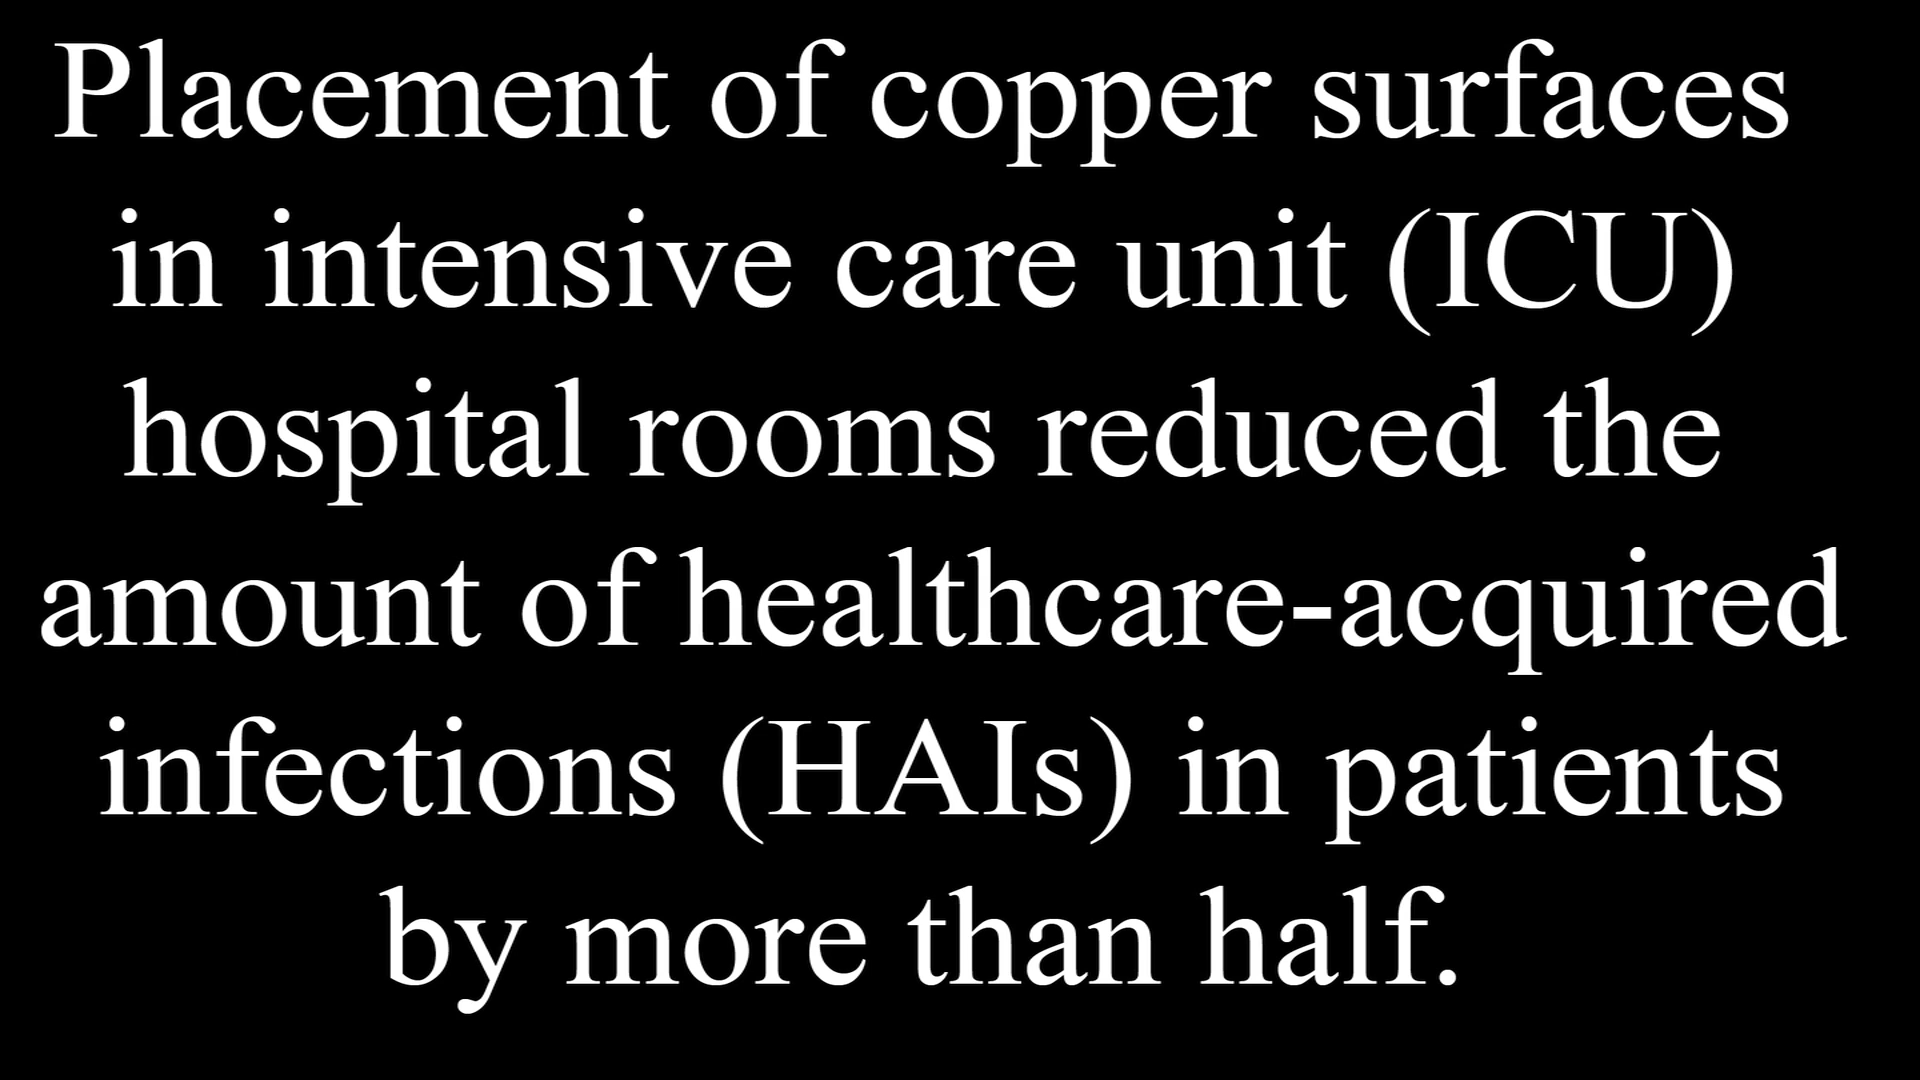 Placement of copper surfaces
in intensive care unit (ICU)
hospital rooms reduced the
amount of healthcare-acquired
infections (HAIs) in patients
by more than half.